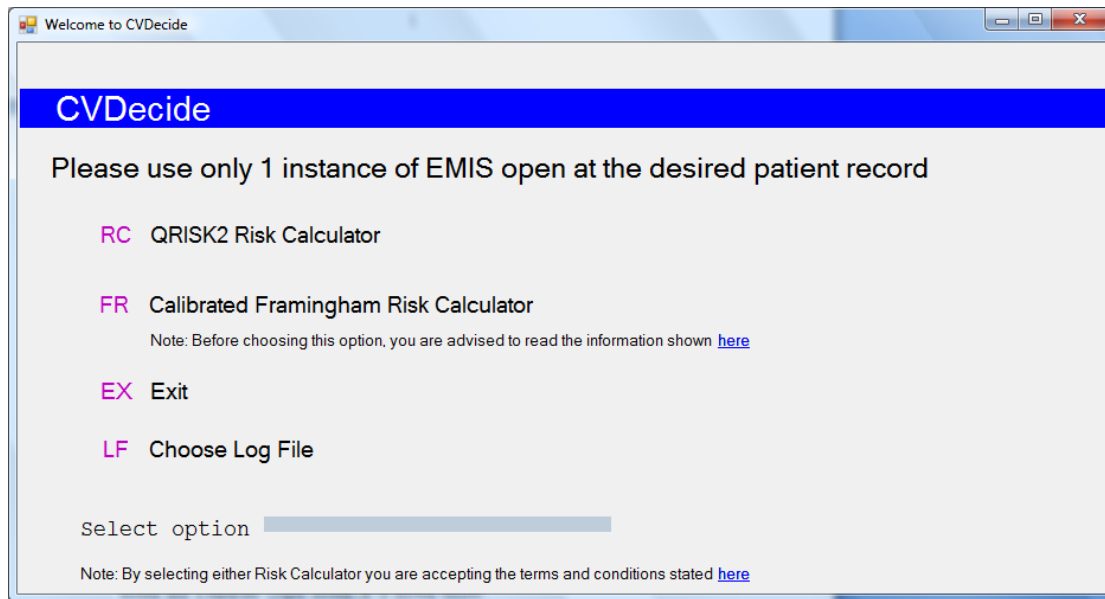 Welcome to CVDecide
CVDecide
Please use only 1 instance of EMIS open at the desired patient record
RC QRISK2 Risk Calculator
FR Calibrated Framingham Risk Calculator
Note: Before choosing this option, you are advised to read the information shown here
EX Exit
LF Choose Log File
Select option
Note: By selecting either Risk Calculator you are accepting the terms and conditions stated here